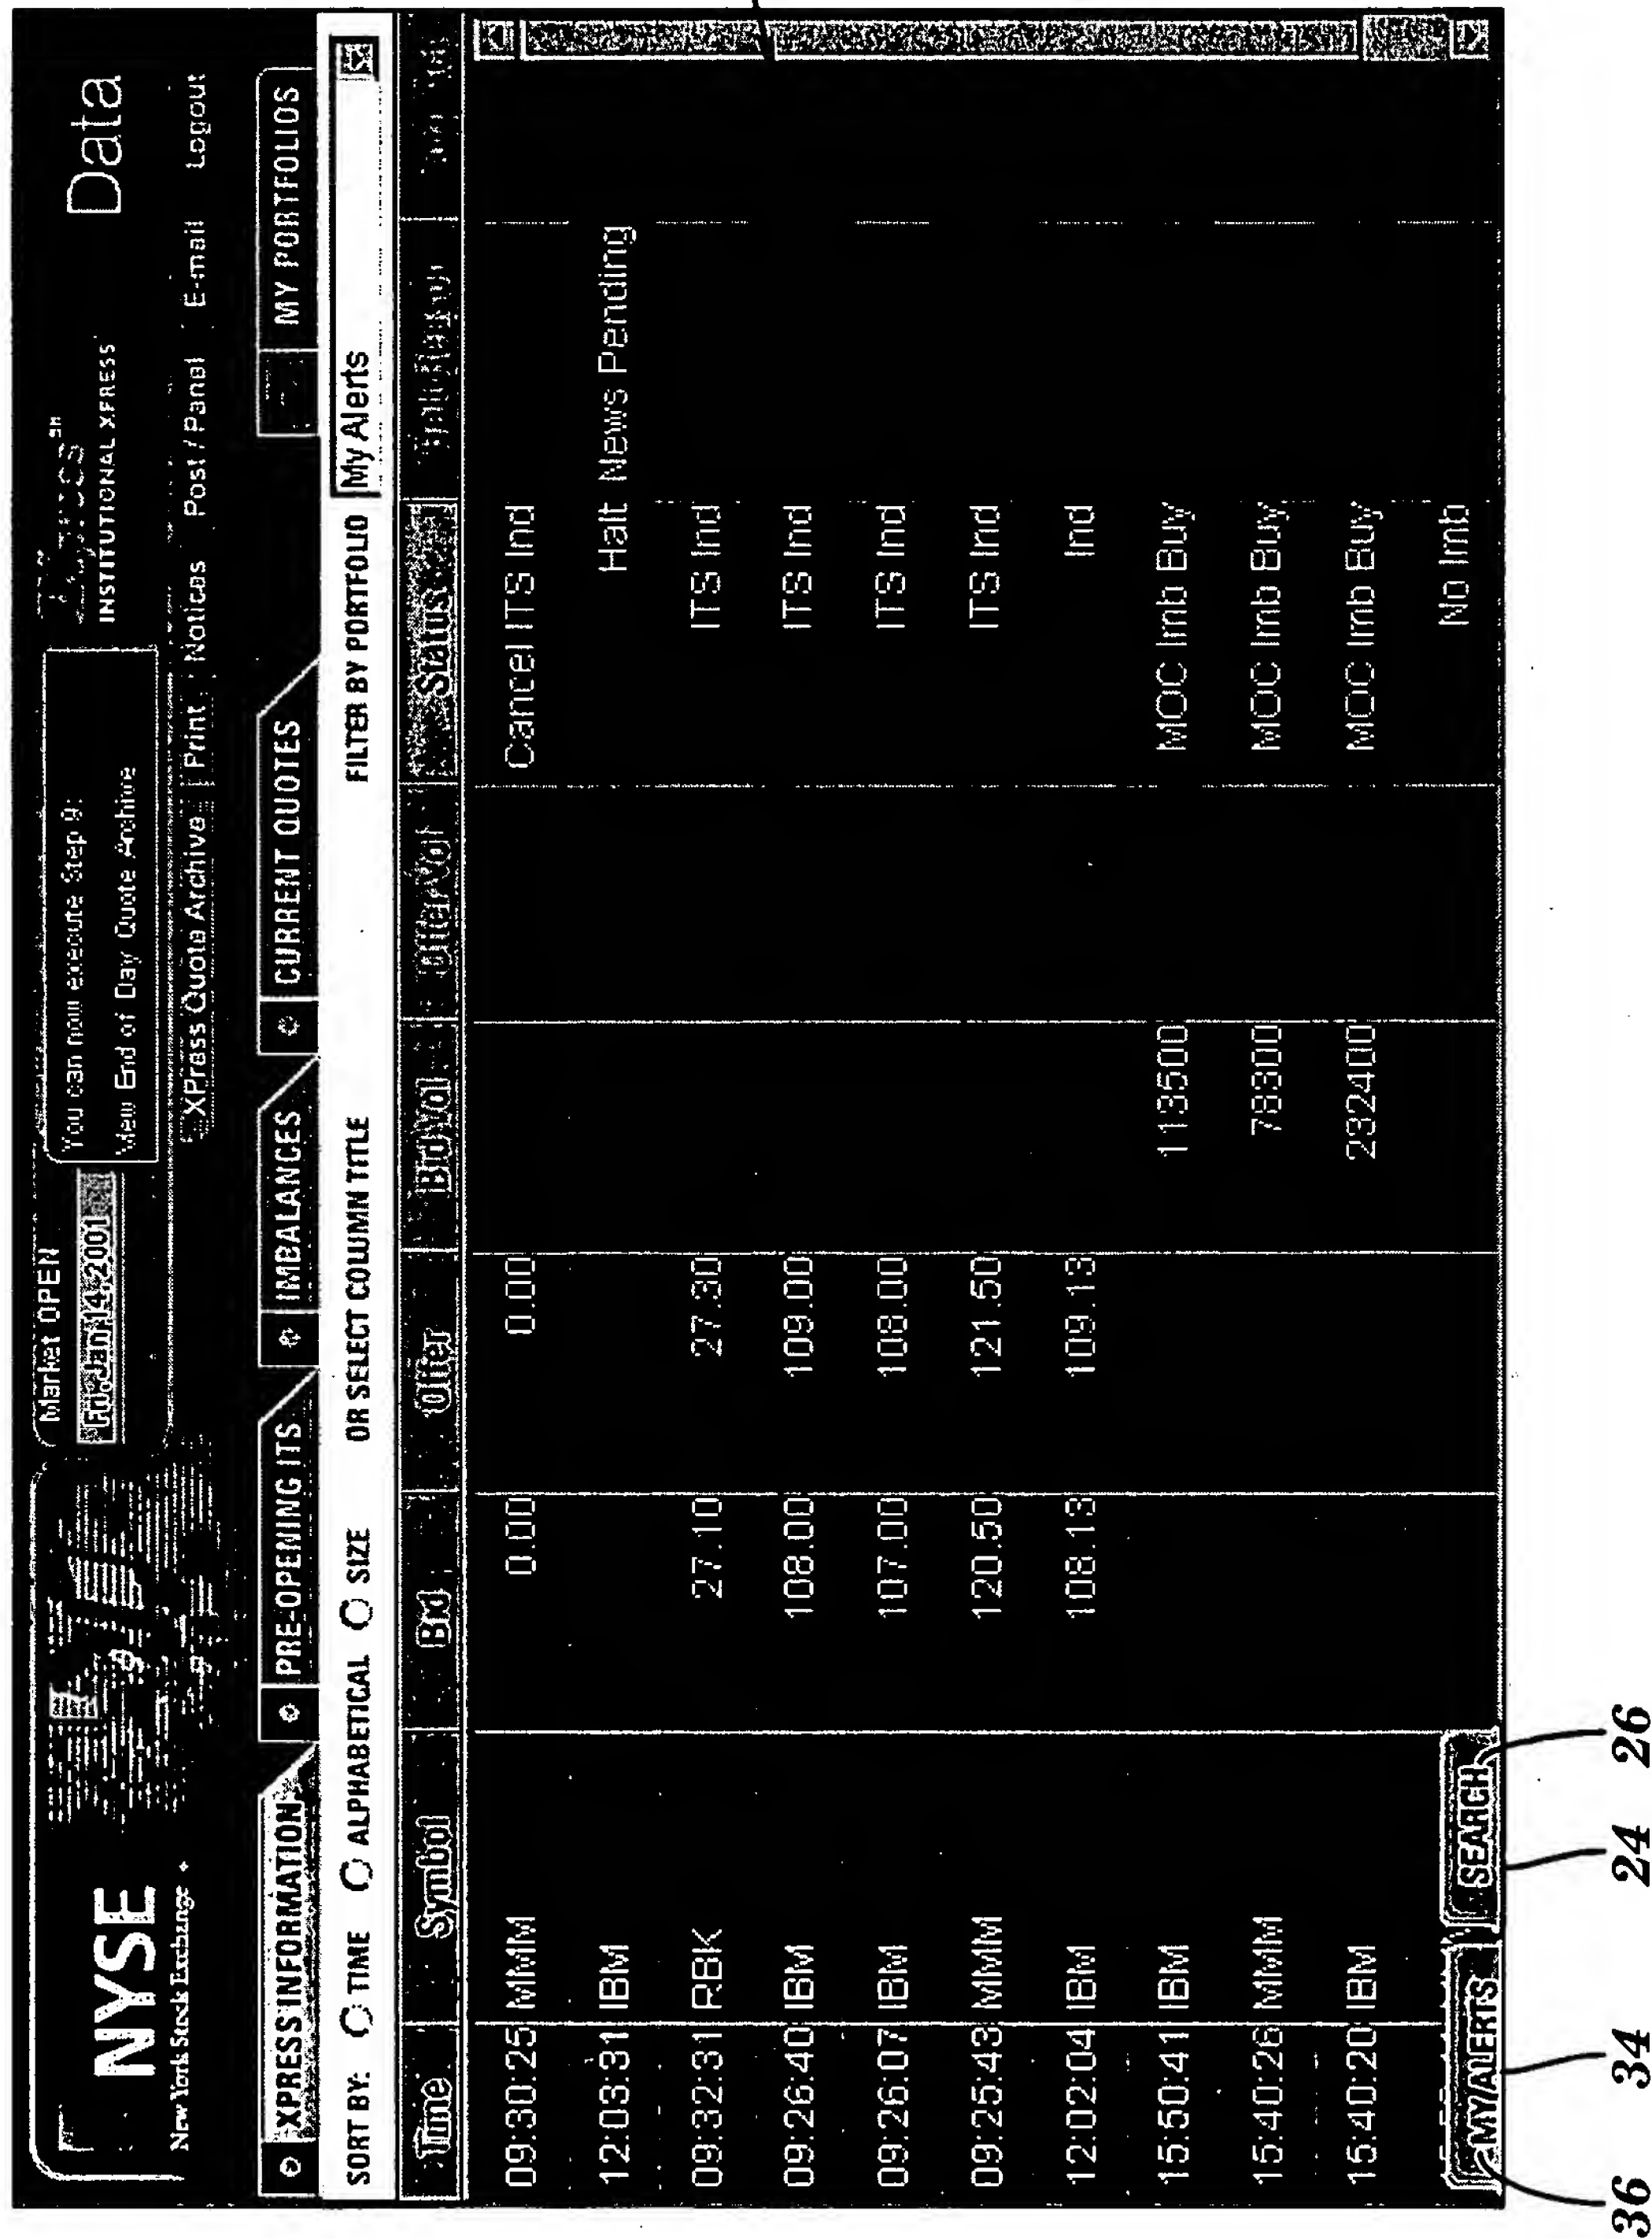 NYSE
New York Stock Exchange
Market OPEN
Fri. Jan 14, 2001
You can now execute Step 9:
View End of Day Quote Archive
INSTITUTIONAL XPRESS
Data
XPress Quote Archive | Print | Notices | Post / Panel | E-mail Logout
XPRESS INFORMATION PRE-OPENING ITS IMBALANCES CURRENT QUOTES MY PORTFOLIOS
SORT BY: TIME ALPHABETICAL SIZE OR SELECT COLUMN TITLE FILTER BY PORTFOLIO My Alerts
Time Symbol Bid Offer Bid Vol Offer Vol Status
09:30:25 MMM 0.00 0.00 Cancel ITS Ind
12:03:31 IBM Halt News Pending
09:32:31 RBK 27.10 27.30 ITS Ind
09:26:40 IBM 108.00 109.00 ITS Ind
09:26:07 IBM 107.00 108.00 ITS Ind
09:25:43 MMM 120.50 121.50 ITS Ind
12:02:04 IBM 108.13 109.13 Ind
15:50:41 IBM 113500 MOC Imb Buy
15:40:26 MMM 78300 MOC Imb Buy
15:40:20 IBM 232400 MOC Imb Buy
No Imb
MY ALERTS SEARCH
36 34 24 26